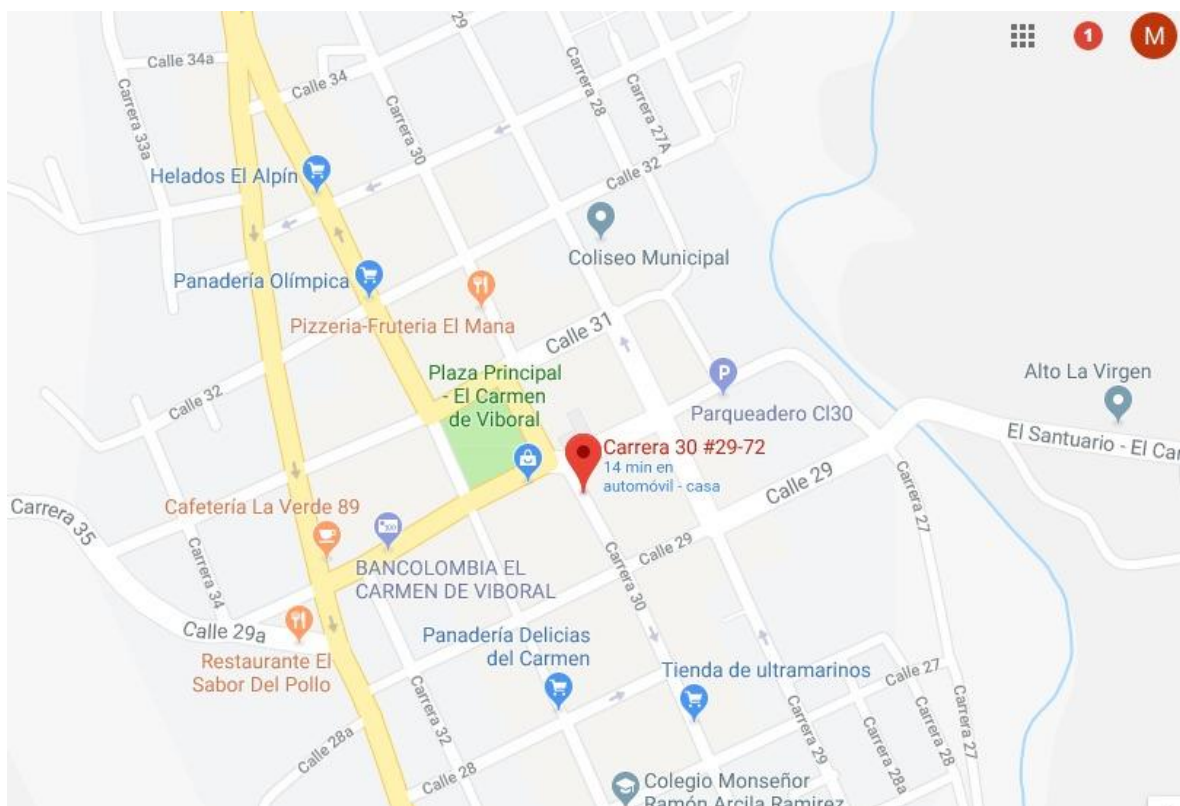 29
1
M
Calle 34a
Calle 34
Carrera 28
Carrera 27A
Carrera 33a
Carrera 30
Calle 32
Helados El Alpín
Coliseo Municipal
Panadería Olímpica
Pizzeria-Fruteria El Mana
Calle 31
Plaza Principal
- El Carmen
de Viboral
P
Alto La Virgen
Calle 32
Parqueadero Cl30
El Santuario - El Car
Carrera 30 #29-72
14 min en
automóvil - casa
Calle 29
Carrera 35
Cafetería La Verde 89
Carrera 27
Calle 29
BANCOLOMBIA EL
CARMEN DE VIBORAL
Carrera 34
Carrera 30
Calle 29a
Restaurante El
Sabor Del Pollo
Panadería Delicias
del Carmen
Tienda de ultramarinos
Calle 27
Carrera 32
Carrera 29
Carrera 28
Carrera 27
Carrera 28a
Calle 28a
Calle 28
Colegio Monseñor
Ramón Arcila Ramirez